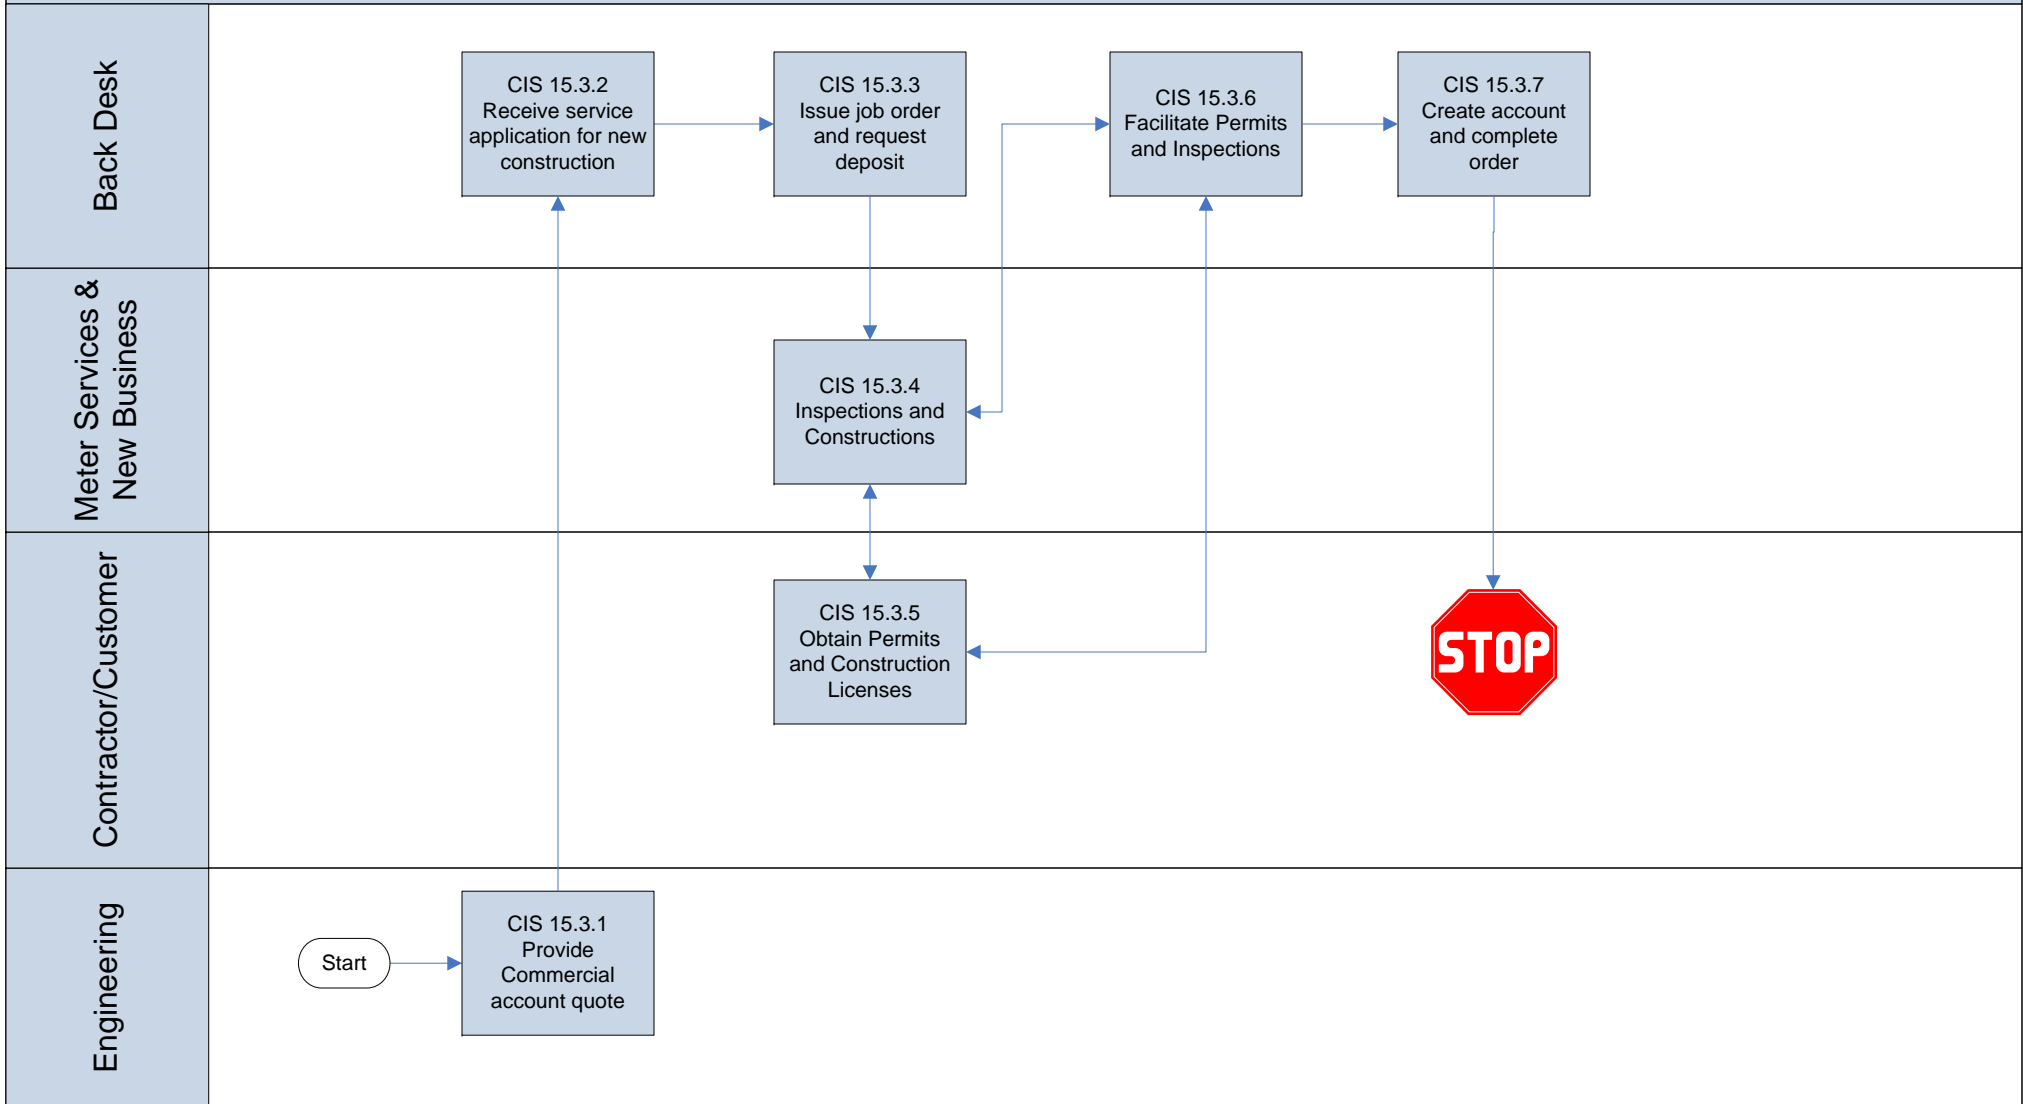 Back Desk
CIS 15.3.2
Receive service
application for new
construction
CIS 15.3.3
Issue job order
and request
deposit
CIS 15.3.6
Facilitate Permits
and Inspections
CIS 15.3.7
Create account
and complete
order
Meter Services &
New Business
CIS 15.3.4
Inspections and
Constructions
Contractor/Customer
CIS 15.3.5
Obtain Permits
and Construction
Licenses
STOP
Engineering
Start
CIS 15.3.1
Provide
Commercial
account quote